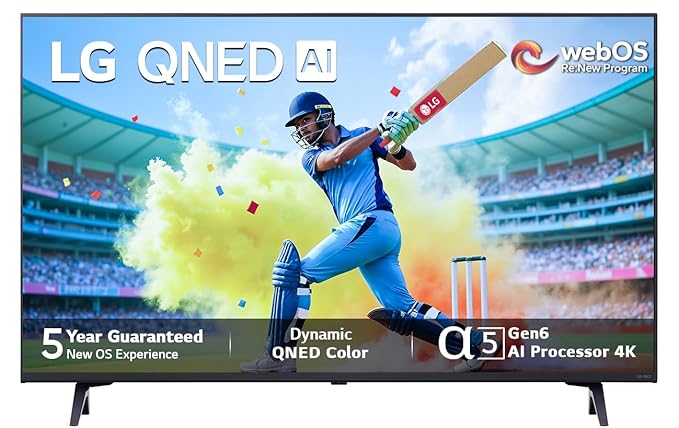 LG QNED AI
webOS
Re:New Program
LG
5 Year Guaranteed
New OS Experience
Dynamic
QNED Color
α5 Gen6
AI Processor 4K